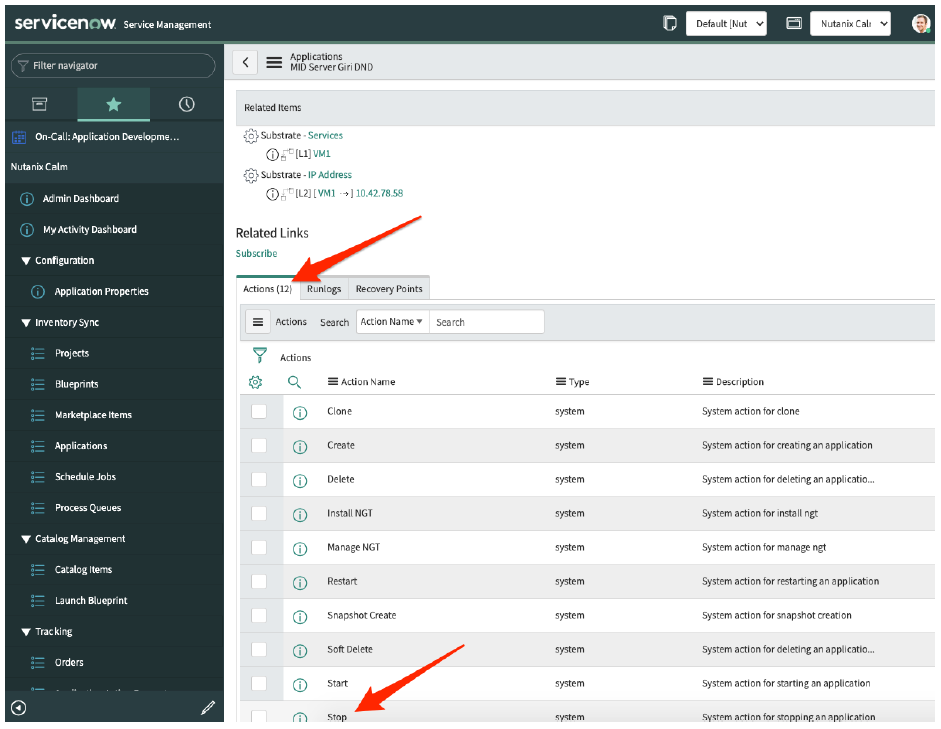 servicenow. Service Management
Default [Nut
Nutanix Calı
Filter navigator
On-Call: Application Developme...
Nutanix Calm
Admin Dashboard
My Activity Dashboard
Configuration
Application Properties
Inventory Sync
Projects
Blueprints
Marketplace Items
Applications
Schedule Jobs
Process Queues
Catalog Management
Catalog Items
Launch Blueprint
Tracking
Orders
Applications
MID Server Giri DND
Related Items
Substrate - Services
[L1] VM1
Substrate - IP Address
[L2] [ VM1 → ] 10.42.78.58
Related Links
Subscribe
Actions (12) Runlogs Recovery Points
Actions Search Action Name Search
Actions
Action Name Type Description
Clone system System action for clone
Create system System action for creating an application
Delete system System action for deleting an applicatio...
Install NGT system System action for install ngt
Manage NGT system System action for manage ngt
Restart system System action for restarting an application
Snapshot Create system System action for snapshot creation
Soft Delete system System action for deleting an applicatio...
Start system System action for starting an application
Stop system System action for stopping an application